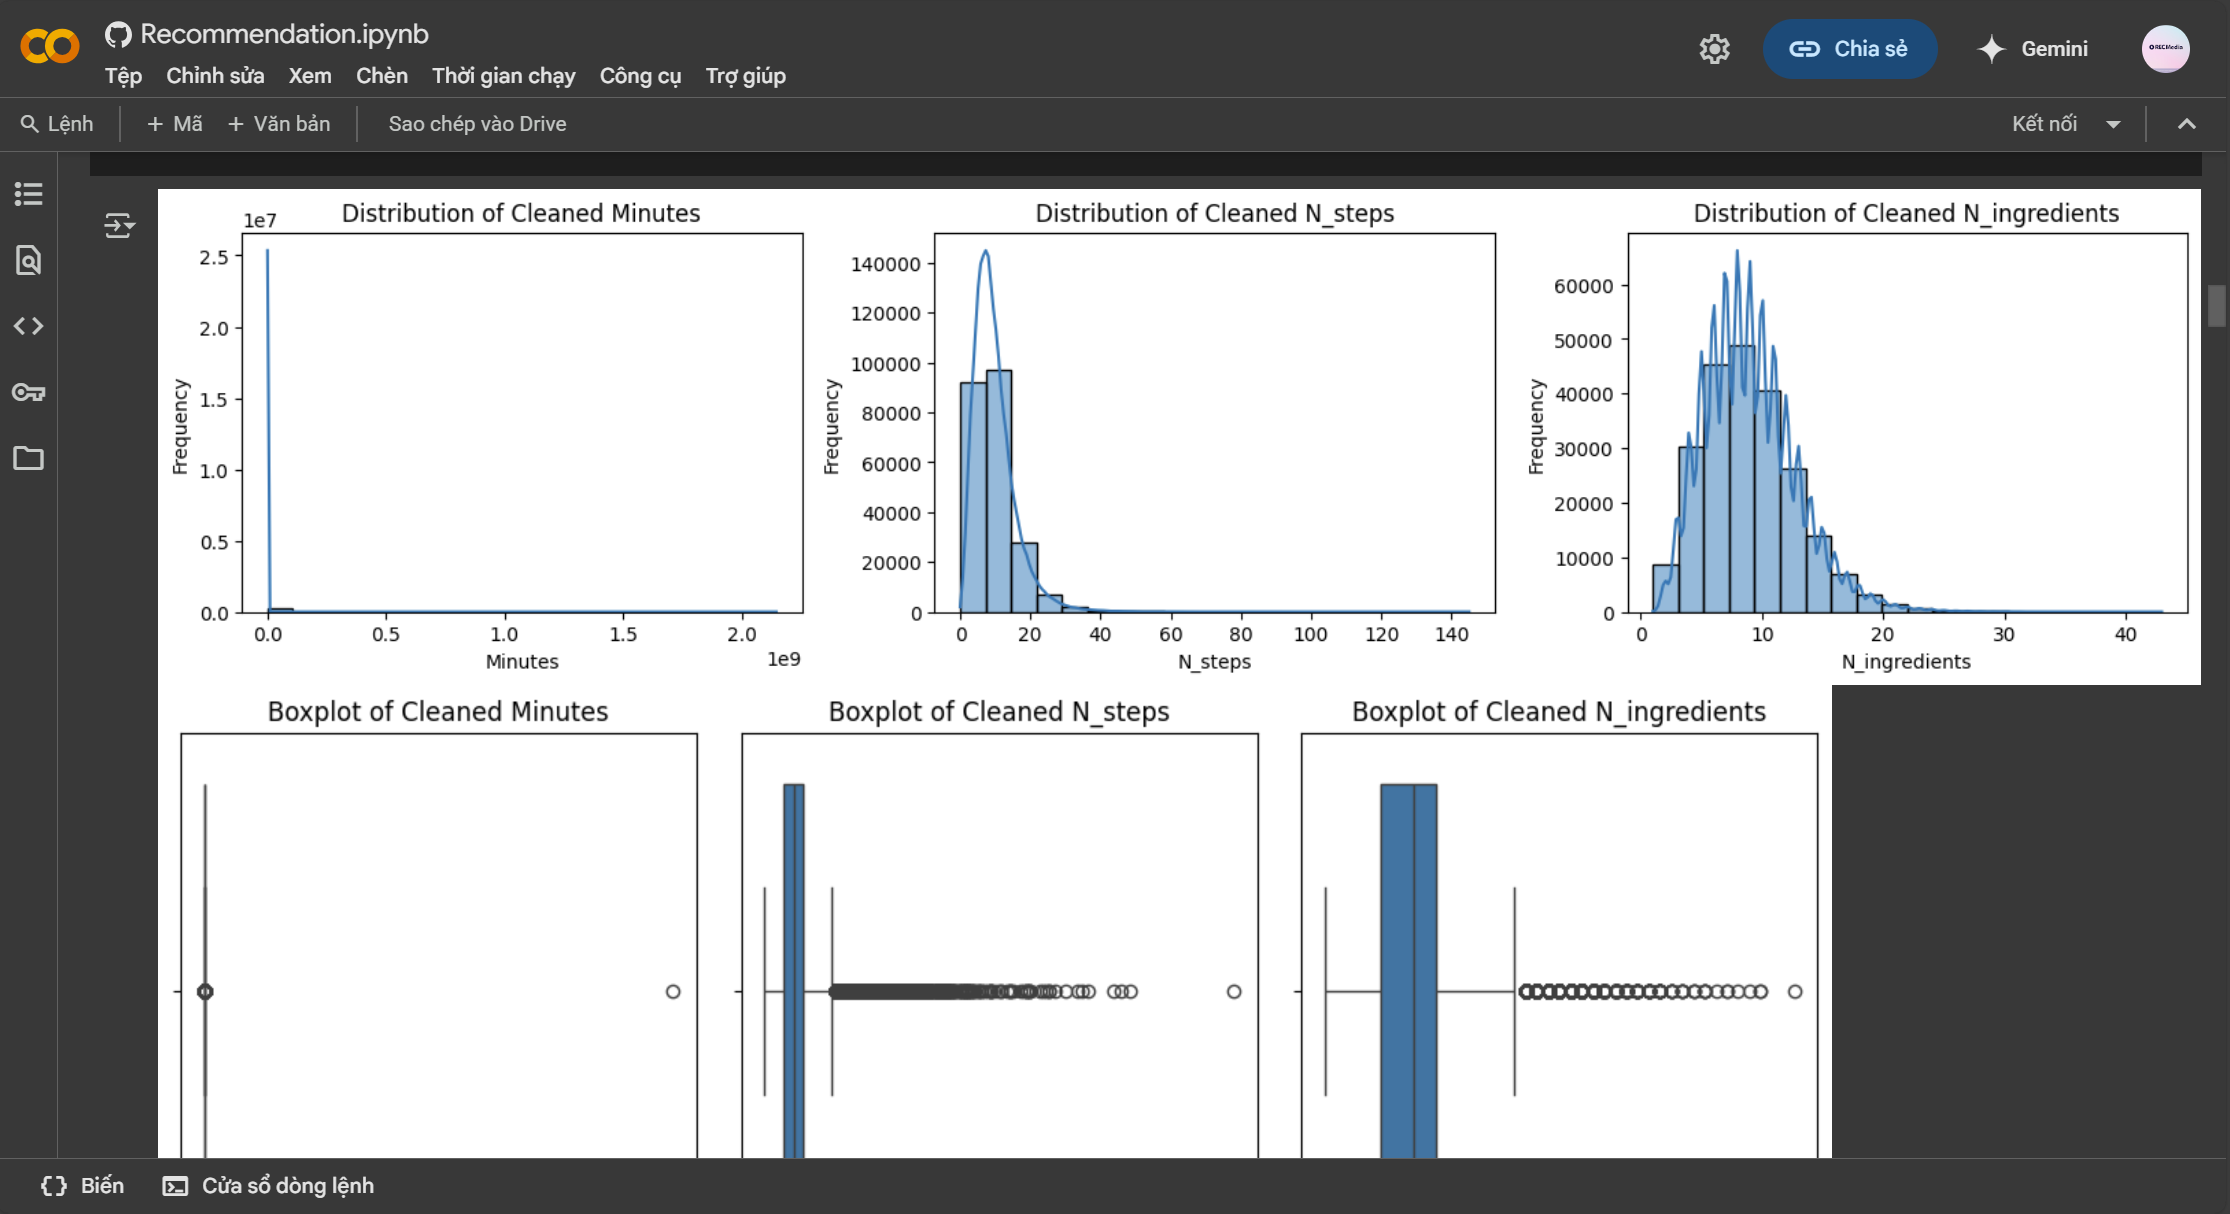 Recommendation.ipynb
Tệp Chỉnh sửa Xem Chèn Thời gian chạy Công cụ Trợ giúp
Chia sẻ
Gemini
RECMedia
Lệnh + Mã + Văn bản Sao chép vào Drive
Kết nối
Distribution of Cleaned Minutes
1e7
2.5
2.0
1.5
1.0
0.5
0.0
Frequency
0.0 0.5 1.0 1.5 2.0
1e9
Minutes
Distribution of Cleaned N_steps
140000
120000
100000
80000
60000
40000
20000
0
Frequency
0 20 40 60 80 100 120 140
N_steps
Distribution of Cleaned N_ingredients
60000
50000
40000
30000
20000
10000
0
Frequency
0 10 20 30 40
N_ingredients
Boxplot of Cleaned Minutes
Boxplot of Cleaned N_steps
Boxplot of Cleaned N_ingredients
Biến
Cửa sổ dòng lệnh